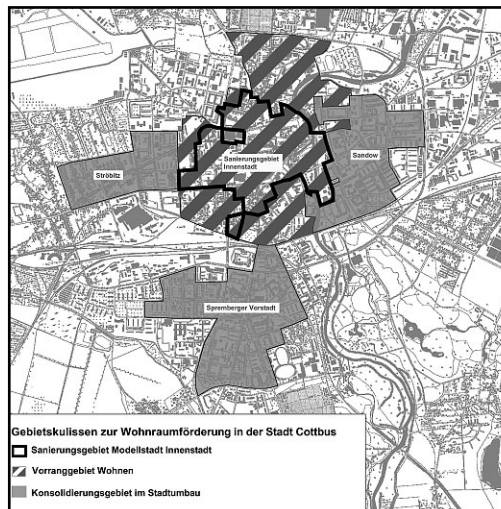 Sanierungsgebiet
Innenstadt
Sandow
Ströbitz
Spremberger Vorstadt
Gebietskulissen zur Wohnraumförderung in der Stadt Cottbus
Sanierungsgebiet Modellstadt Innenstadt
Vorranggebiet Wohnen
Konsolidierungsgebiet im Stadtumbau